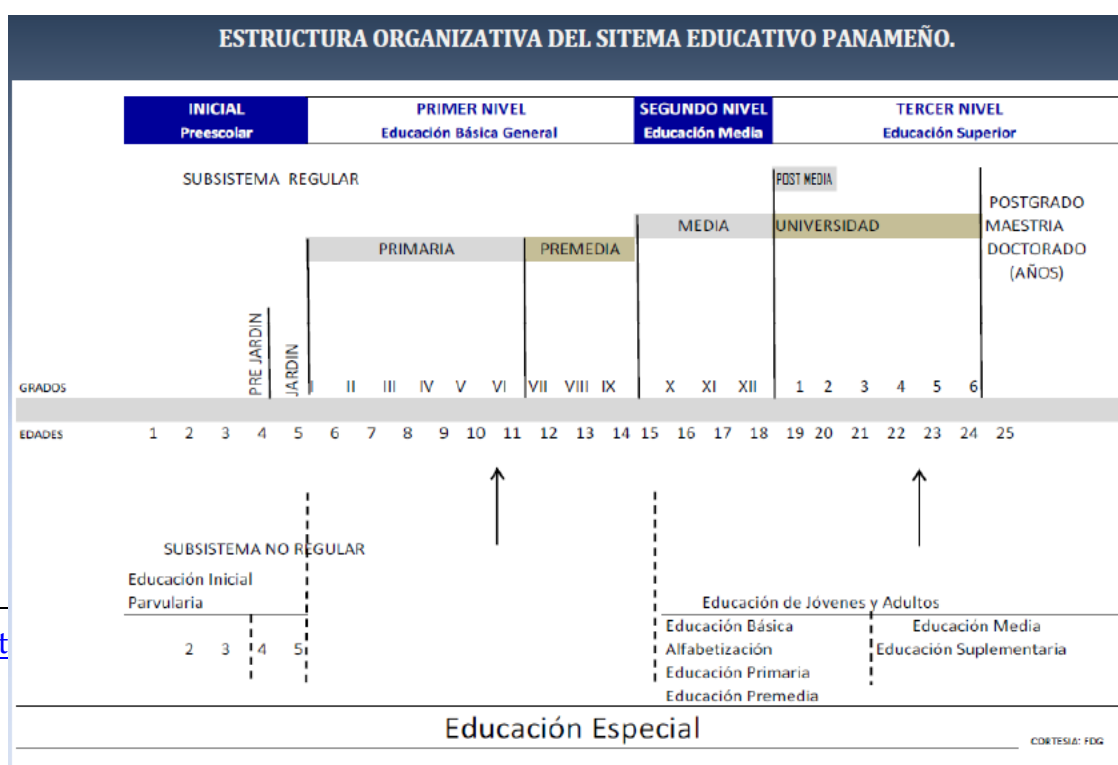 ESTRUCTURA ORGANIZATIVA DEL SITEMA EDUCATIVO PANAMEÑO.
INICIAL PRIMER NIVEL SEGUNDO NIVEL TERCER NIVEL
Preescolar Educación Básica General Educación Media Educación Superior
SUBSISTEMA REGULAR
POST MEDIA
POSTGRADO
MAESTRIA
DOCTORADO
(AÑOS)
MEDIA UNIVERSIDAD
PRIMARIA PREMEDIA
PRE JARDIN
JARDIN
GRADOS I II III IV V VI VII VIII IX X XI XII 1 2 3 4 5 6
EDADES 1 2 3 4 5 6 7 8 9 10 11 12 13 14 15 16 17 18 19 20 21 22 23 24 25
SUBSISTEMA NO REGULAR
Educación Inicial
Parvularia
2 3 4 5
Educación de Jóvenes y Adultos
Educación Básica
Alfabetización
Educación Primaria
Educación Premedia
Educación Media
Educación Suplementaria
t
Educación Especial
CORTESIA: FDG